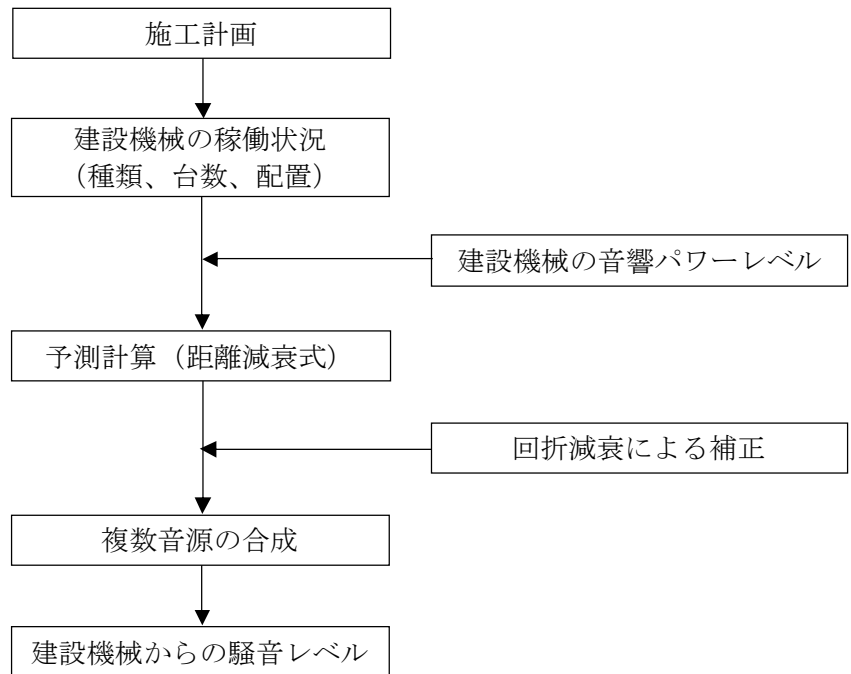 施工計画
建設機械の稼働状況
（種類、台数、配置）
建設機械の音響パワーレベル
予測計算（距離減衰式）
回折減衰による補正
複数音源の合成
建設機械からの騒音レベル